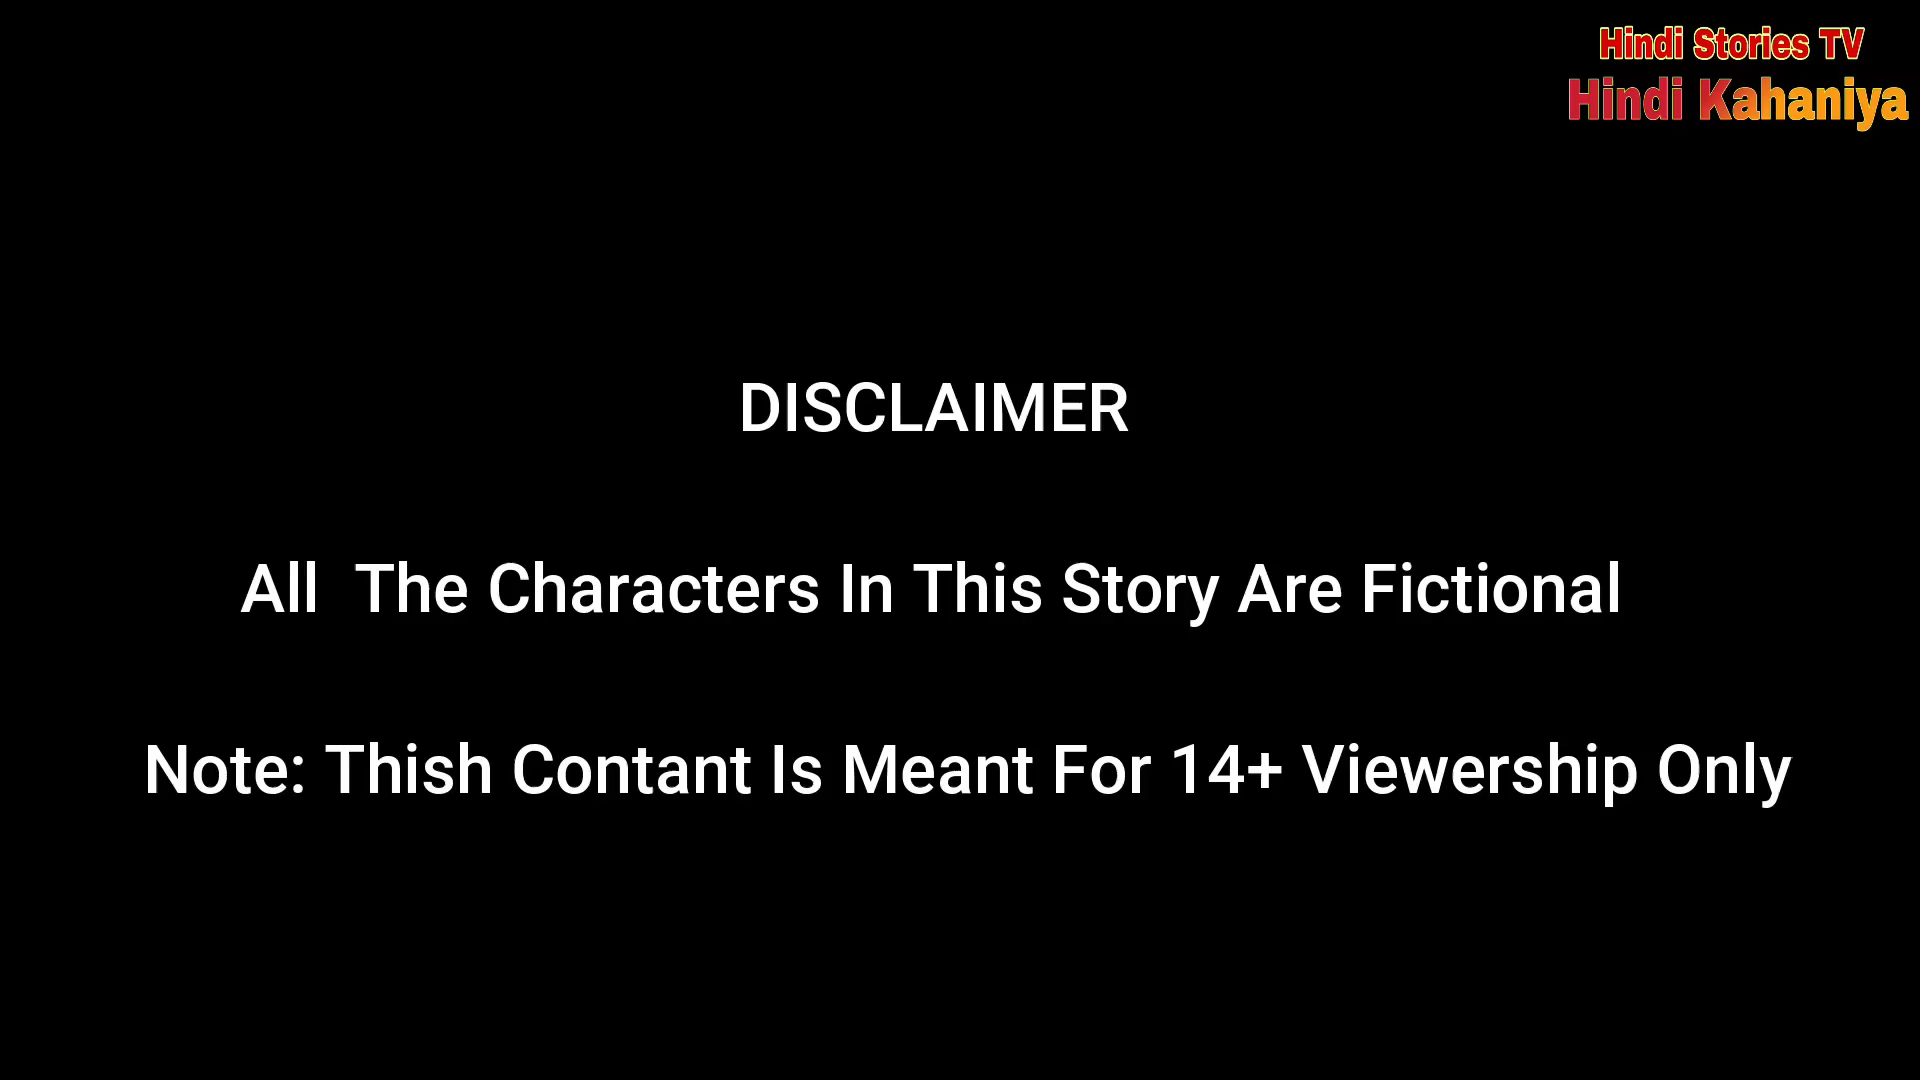 Hindi Stories TV
Hindi Kahaniya
DISCLAIMER
All The Characters In This Story Are Fictional
Note: Thish Contant Is Meant For 14+ Viewership Only